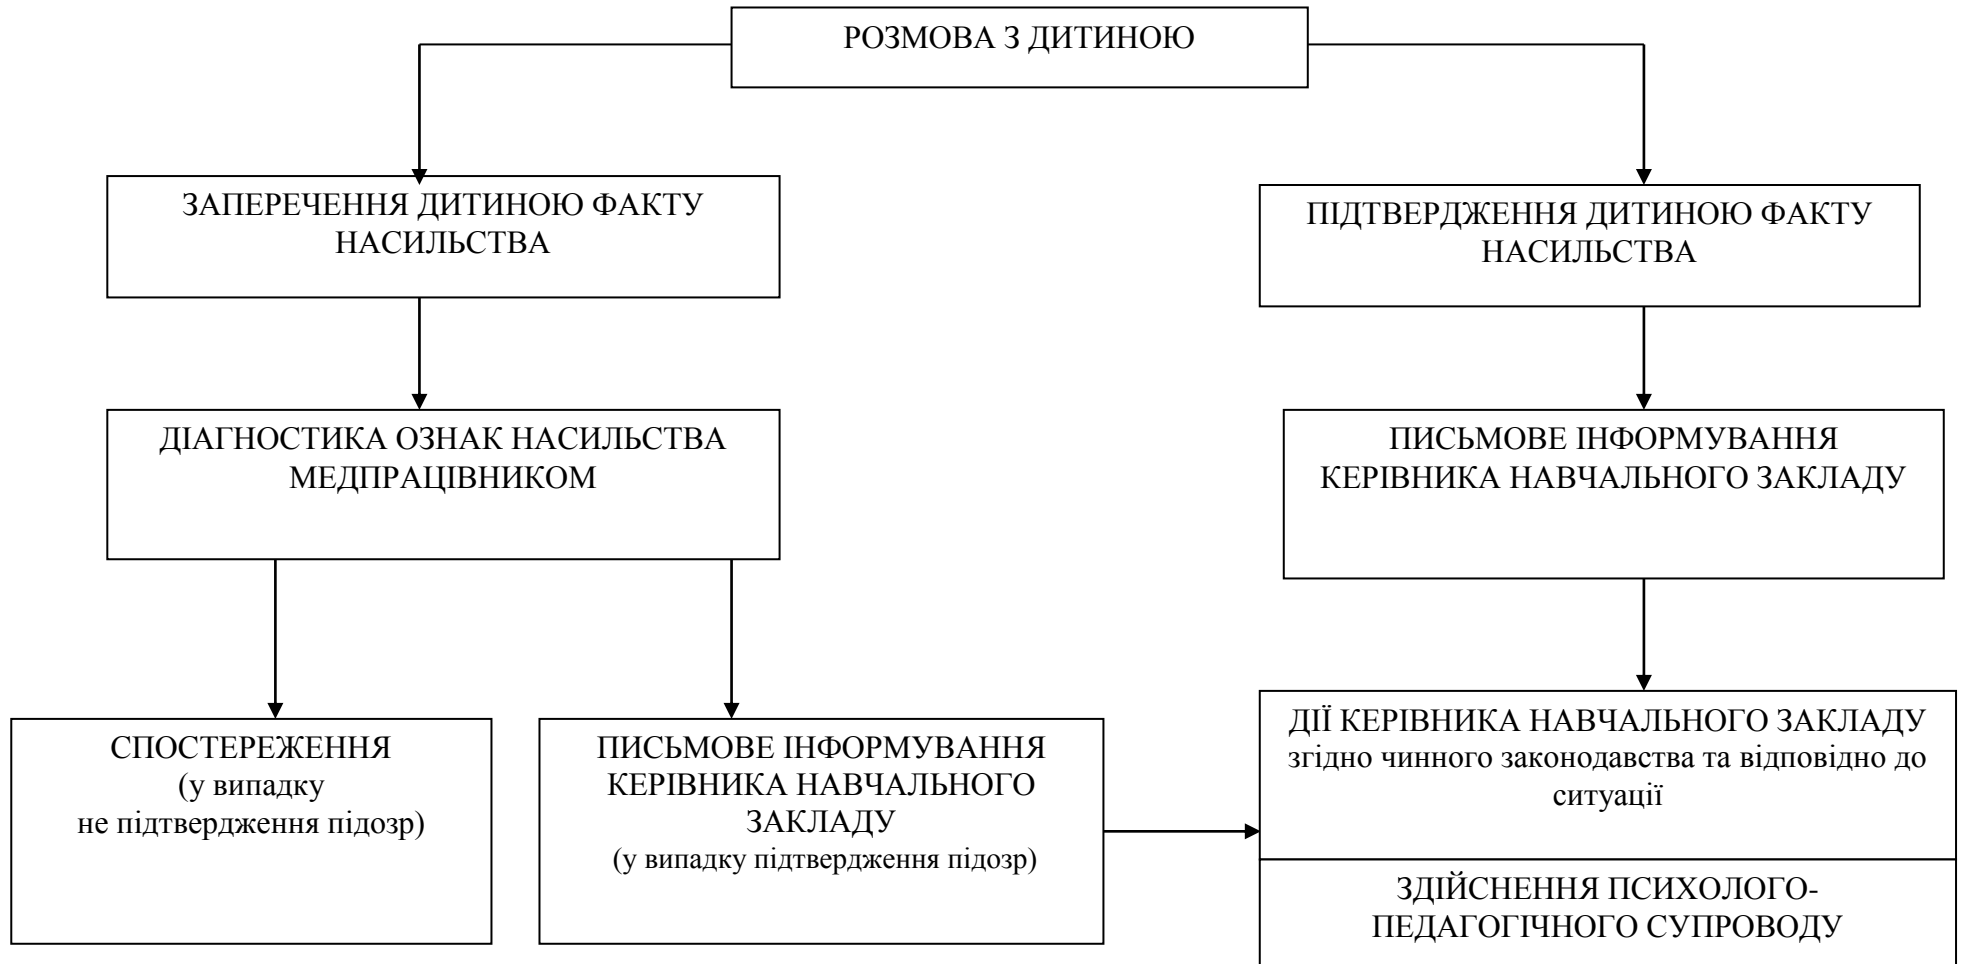 РОЗМОВА З ДИТИНОЮ
ЗАПЕРЕЧЕННЯ ДИТИНОЮ ФАКТУ
НАСИЛЬСТВА
ПІДТВЕРДЖЕННЯ ДИТИНОЮ ФАКТУ
НАСИЛЬСТВА
ДІАГНОСТИКА ОЗНАК НАСИЛЬСТВА
МЕДПРАЦІВНИКОМ
ПИСЬМОВЕ ІНФОРМУВАННЯ
КЕРІВНИКА НАВЧАЛЬНОГО ЗАКЛАДУ
СПОСТЕРЕЖЕННЯ
(у випадку
не підтвердження підозр)
ПИСЬМОВЕ ІНФОРМУВАННЯ
КЕРІВНИКА НАВЧАЛЬНОГО
ЗАКЛАДУ
(у випадку підтвердження підозр)
ДІЇ КЕРІВНИКА НАВЧАЛЬНОГО ЗАКЛАДУ
згідно чинного законодавства та відповідно до
ситуації
ЗДІЙСНЕННЯ ПСИХОЛОГО-
ПЕДАГОГІЧНОГО СУПРОВОДУ